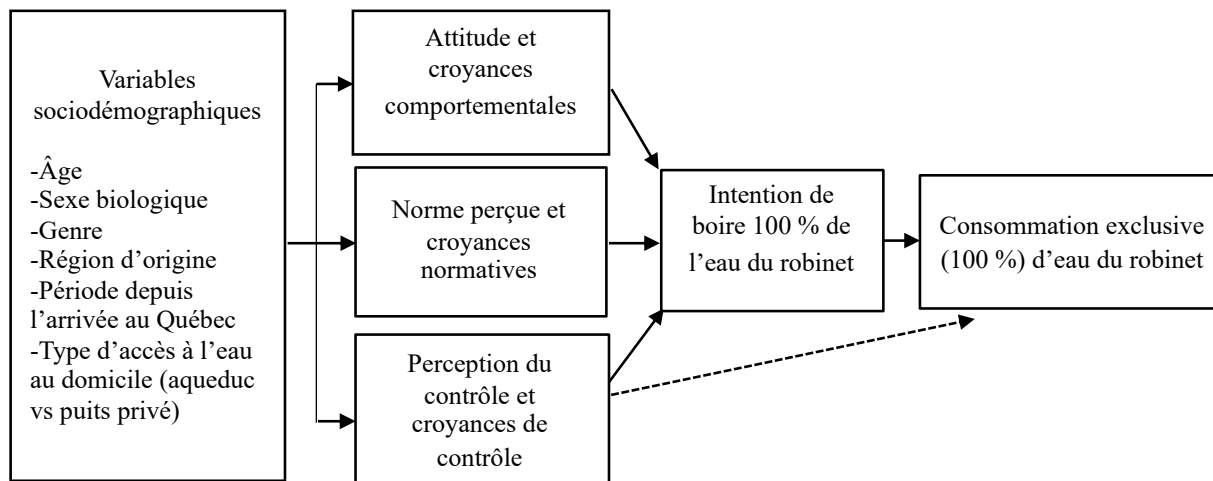 Variables
sociodémographiques
-Âge
-Sexe biologique
-Genre
-Région d’origine
-Période depuis
l’arrivée au Québec
-Type d’accès à l’eau
au domicile (aqueduc
vs puits privé)
Attitude et
croyances
comportementales
Norme perçue et
croyances
normatives
Perception du
contrôle et
croyances de
contrôle
Intention de
boire 100 % de
l’eau du robinet
Consommation exclusive
(100 %) d’eau du robinet